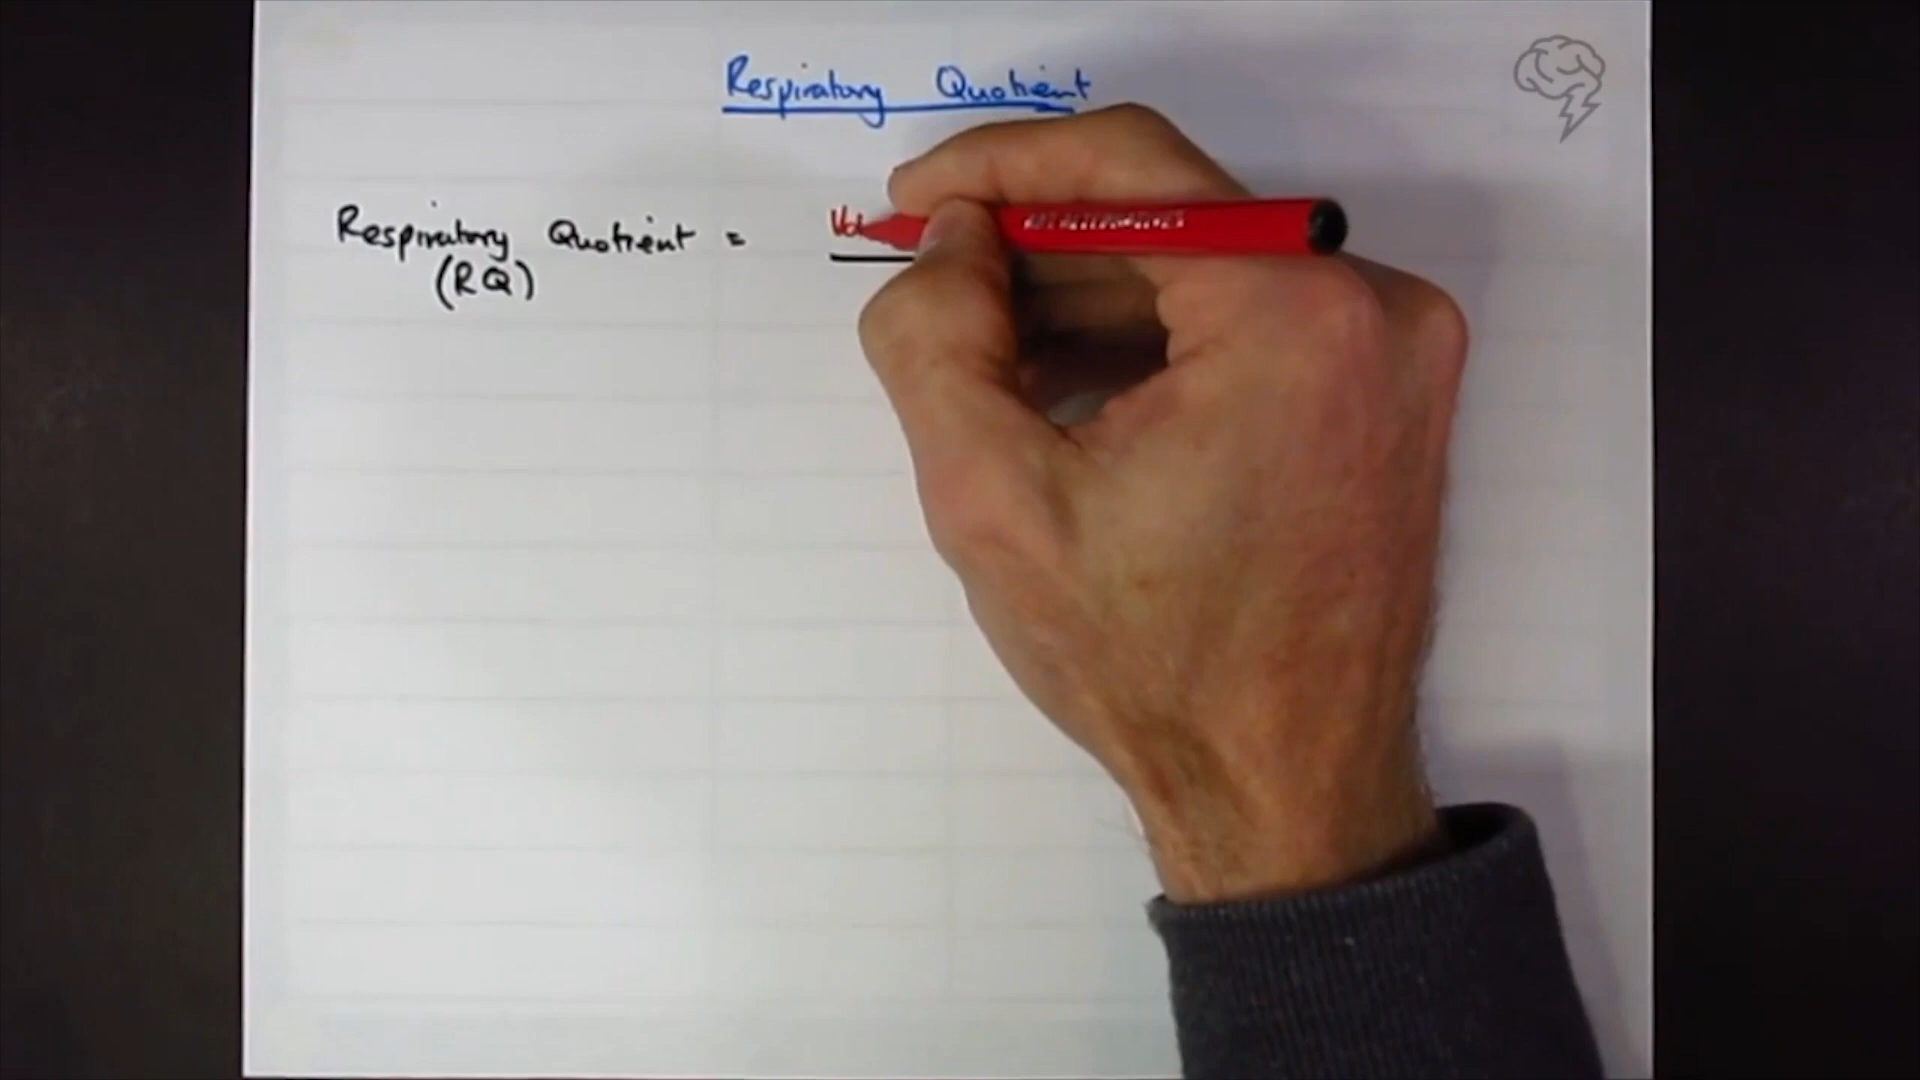 Respiratory Quotient
Respiratory Quotient =
(RQ)